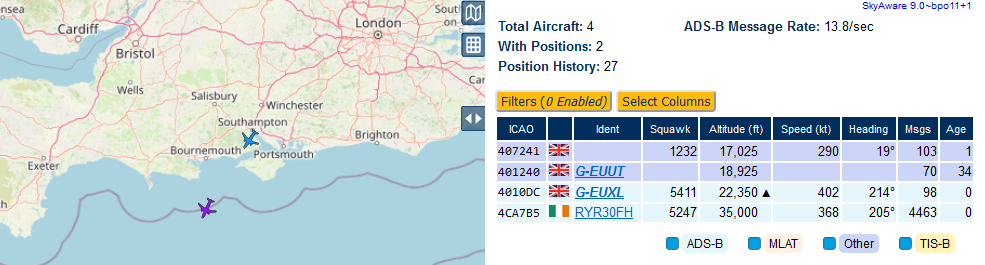 SkyAware 9.0~bpo11+1
Cardiff
London
Bristol
Wells
Salisbury
Winchester
Southampton
Bournemouth
Portsmouth
Brighton
Exeter
Can
South
Total Aircraft: 4 ADS-B Message Rate: 13.8/sec
With Positions: 2
Position History: 27
Filters (0 Enabled) Select Columns
ICAO Ident Squawk Altitude (ft) Speed (kt) Heading Msgs Age
407241 1232 17,025 290 19° 103 1
401240 G-EUUT 18,925 70 34
4010DC G-EUXL 5411 22,350 ▲ 402 214° 98 0
4CA7B5 RYR30FH 5247 35,000 368 205° 4463 0
ADS-B MLAT Other TIS-B